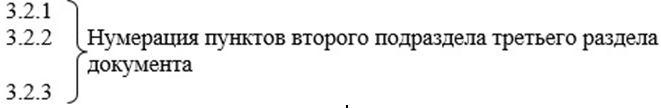 3.2.1
3.2.2 Нумерация пунктов второго подраздела третьего раздела
документа
3.2.3